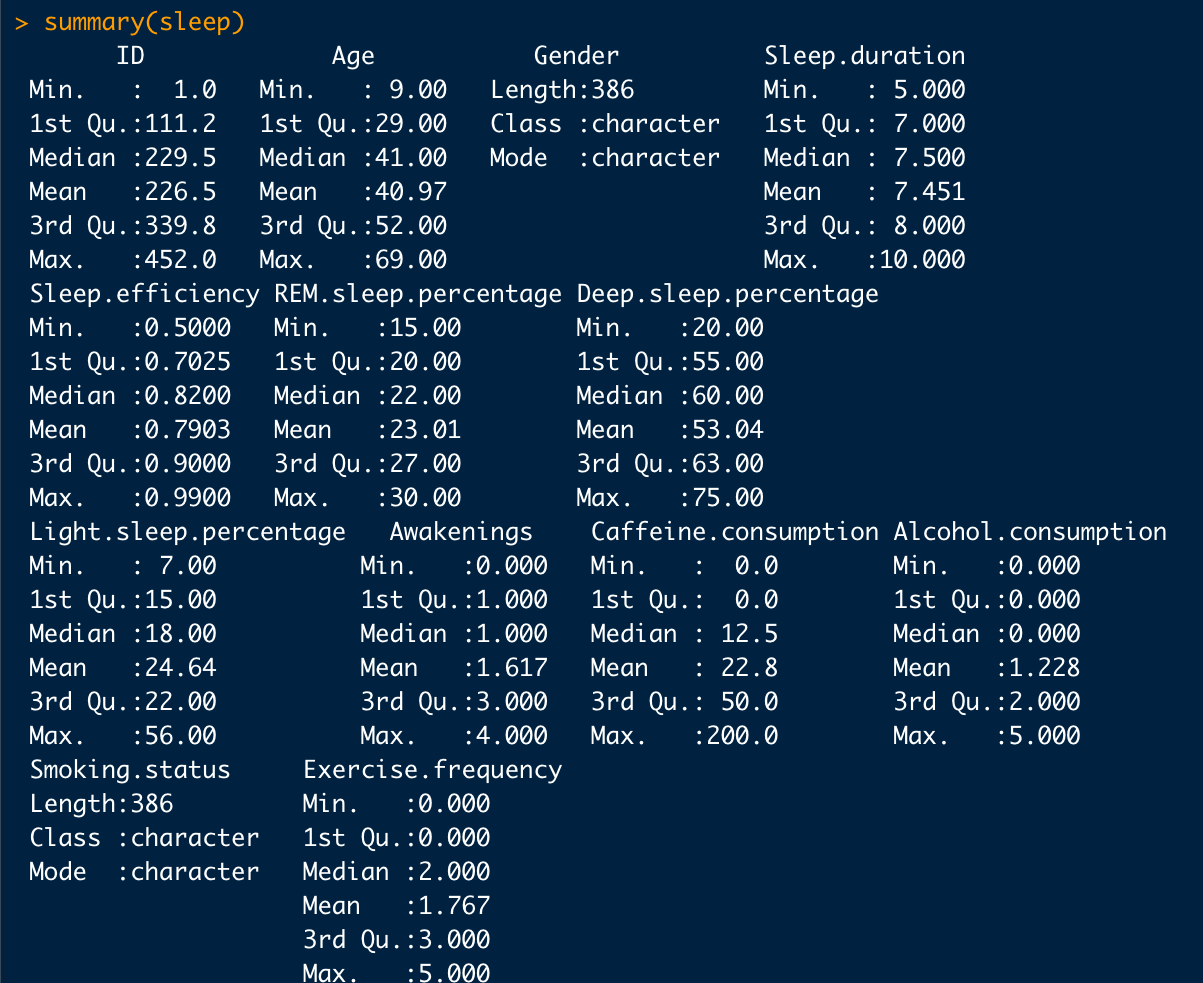 > summary(sleep)
ID Age Gender Sleep.duration
Min. : 1.0 Min. : 9.00 Length:386 Min. : 5.000
1st Qu.:111.2 1st Qu.:29.00 Class :character 1st Qu.: 7.000
Median :229.5 Median :41.00 Mode :character Median : 7.500
Mean :226.5 Mean :40.97 Mean : 7.451
3rd Qu.:339.8 3rd Qu.:52.00 3rd Qu.: 8.000
Max. :452.0 Max. :69.00 Max. :10.000
Sleep.efficiency REM.sleep.percentage Deep.sleep.percentage
Min. :0.5000 Min. :15.00 Min. :20.00
1st Qu.:0.7025 1st Qu.:20.00 1st Qu.:55.00
Median :0.8200 Median :22.00 Median :60.00
Mean :0.7903 Mean :23.01 Mean :53.04
3rd Qu.:0.9000 3rd Qu.:27.00 3rd Qu.:63.00
Max. :0.9900 Max. :30.00 Max. :75.00
Light.sleep.percentage Awakenings Caffeine.consumption Alcohol.consumption
Min. : 7.00 Min. :0.000 Min. : 0.0 Min. :0.000
1st Qu.:15.00 1st Qu.:1.000 1st Qu.: 0.0 1st Qu.:0.000
Median :18.00 Median :1.000 Median : 12.5 Median :0.000
Mean :24.64 Mean :1.617 Mean : 22.8 Mean :1.228
3rd Qu.:22.00 3rd Qu.:3.000 3rd Qu.: 50.0 3rd Qu.:2.000
Max. :56.00 Max. :4.000 Max. :200.0 Max. :5.000
Smoking.status Exercise.frequency
Length:386 Min. :0.000
Class :character 1st Qu.:0.000
Mode :character Median :2.000
Mean :1.767
3rd Qu.:3.000
Max. :5.000